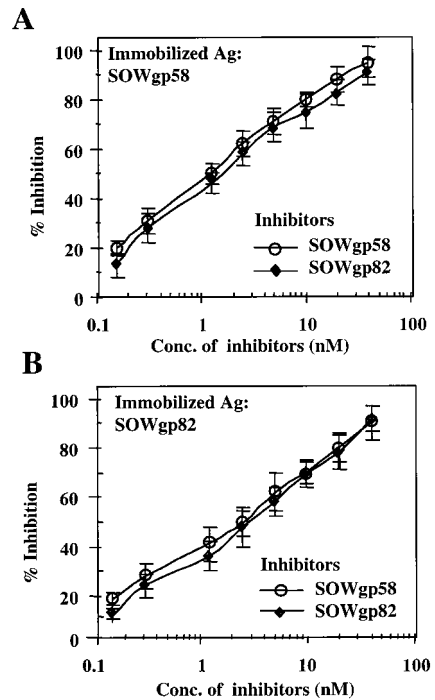 A
Immobilized Ag:
SOWgp58
100
80
60
40
20
0
% Inhibition
Inhibitors
SOWgp58
SOWgp82
0.1 1 10 100
Conc. of inhibitors (nM)
B
Immobilized Ag:
SOWgp82
100
80
60
40
20
0
% Inhibition
Inhibitors
SOWgp58
SOWgp82
0.1 1 10 100
Conc. of inhibitors (nM)